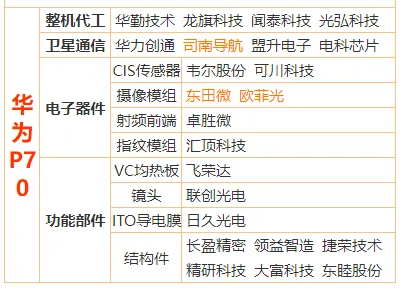 华为P70
整机代工 华勤技术 龙旗科技 闻泰科技 光弘科技
卫星通信 华力创通 司南导航 盟升电子 电科芯片
电子器件
CIS传感器 韦尔股份 可川科技
摄像模组 东田微 欧菲光
射频前端 卓胜微
指纹模组 汇顶科技
功能部件
VC均热板 飞荣达
镜头 联创光电
ITO导电膜 日久光电
结构件 长盈精密 领益智造 捷荣技术
精研科技 大富科技 东睦股份